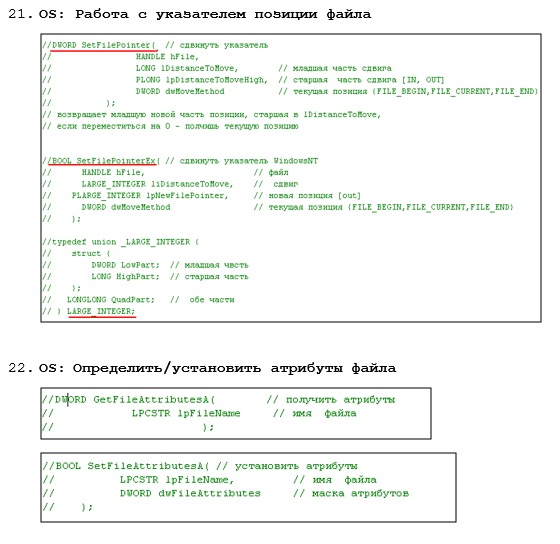 21. OS: Работа с указателем позиции файла
//DWORD SetFilePointer( // сдвинуть указатель
// HANDLE hFile,
// LONG lDistanceToMove, // младшая часть сдвига
// PLONG lpDistanceToMoveHigh, // старшая часть сдвига [IN, OUT]
// DWORD dwMoveMethod // текущая позиция (FILE_BEGIN,FILE_CURRENT,FILE_END)
// );
// возвращает младшую новой часть позиции, старшая в lDistanceToMove,
// если переместиться на 0 - полчишь текущую позицию
//BOOL SetFilePointerEx( // сдвинуть указатель WindowsNT
// HANDLE hFile, // файл
// LARGE_INTEGER liDistanceToMove, // сдвиг
// PLARGE_INTEGER lpNewFilePointer, // новая позиция [out]
// DWORD dwMoveMethod // текущая позиция (FILE_BEGIN,FILE_CURRENT,FILE_END)
// );
//typedef union _LARGE_INTEGER {
// struct {
// DWORD LowPart; // младшая чвсть
// LONG HighPart; // старшая часть
// };
// LONGLONG QuadPart; // обе части
// } LARGE_INTEGER;
22. OS: Определить/установить атрибуты файла
//DWORD GetFileAttributesA( // получить атрибуты
// LPCSTR lpFileName // имя файла
// );
//BOOL SetFileAttributesA( // установить атрибуты
// LPCSTR lpFileName, // имя файла
// DWORD dwFileAttributes // маска атрибутов
// );